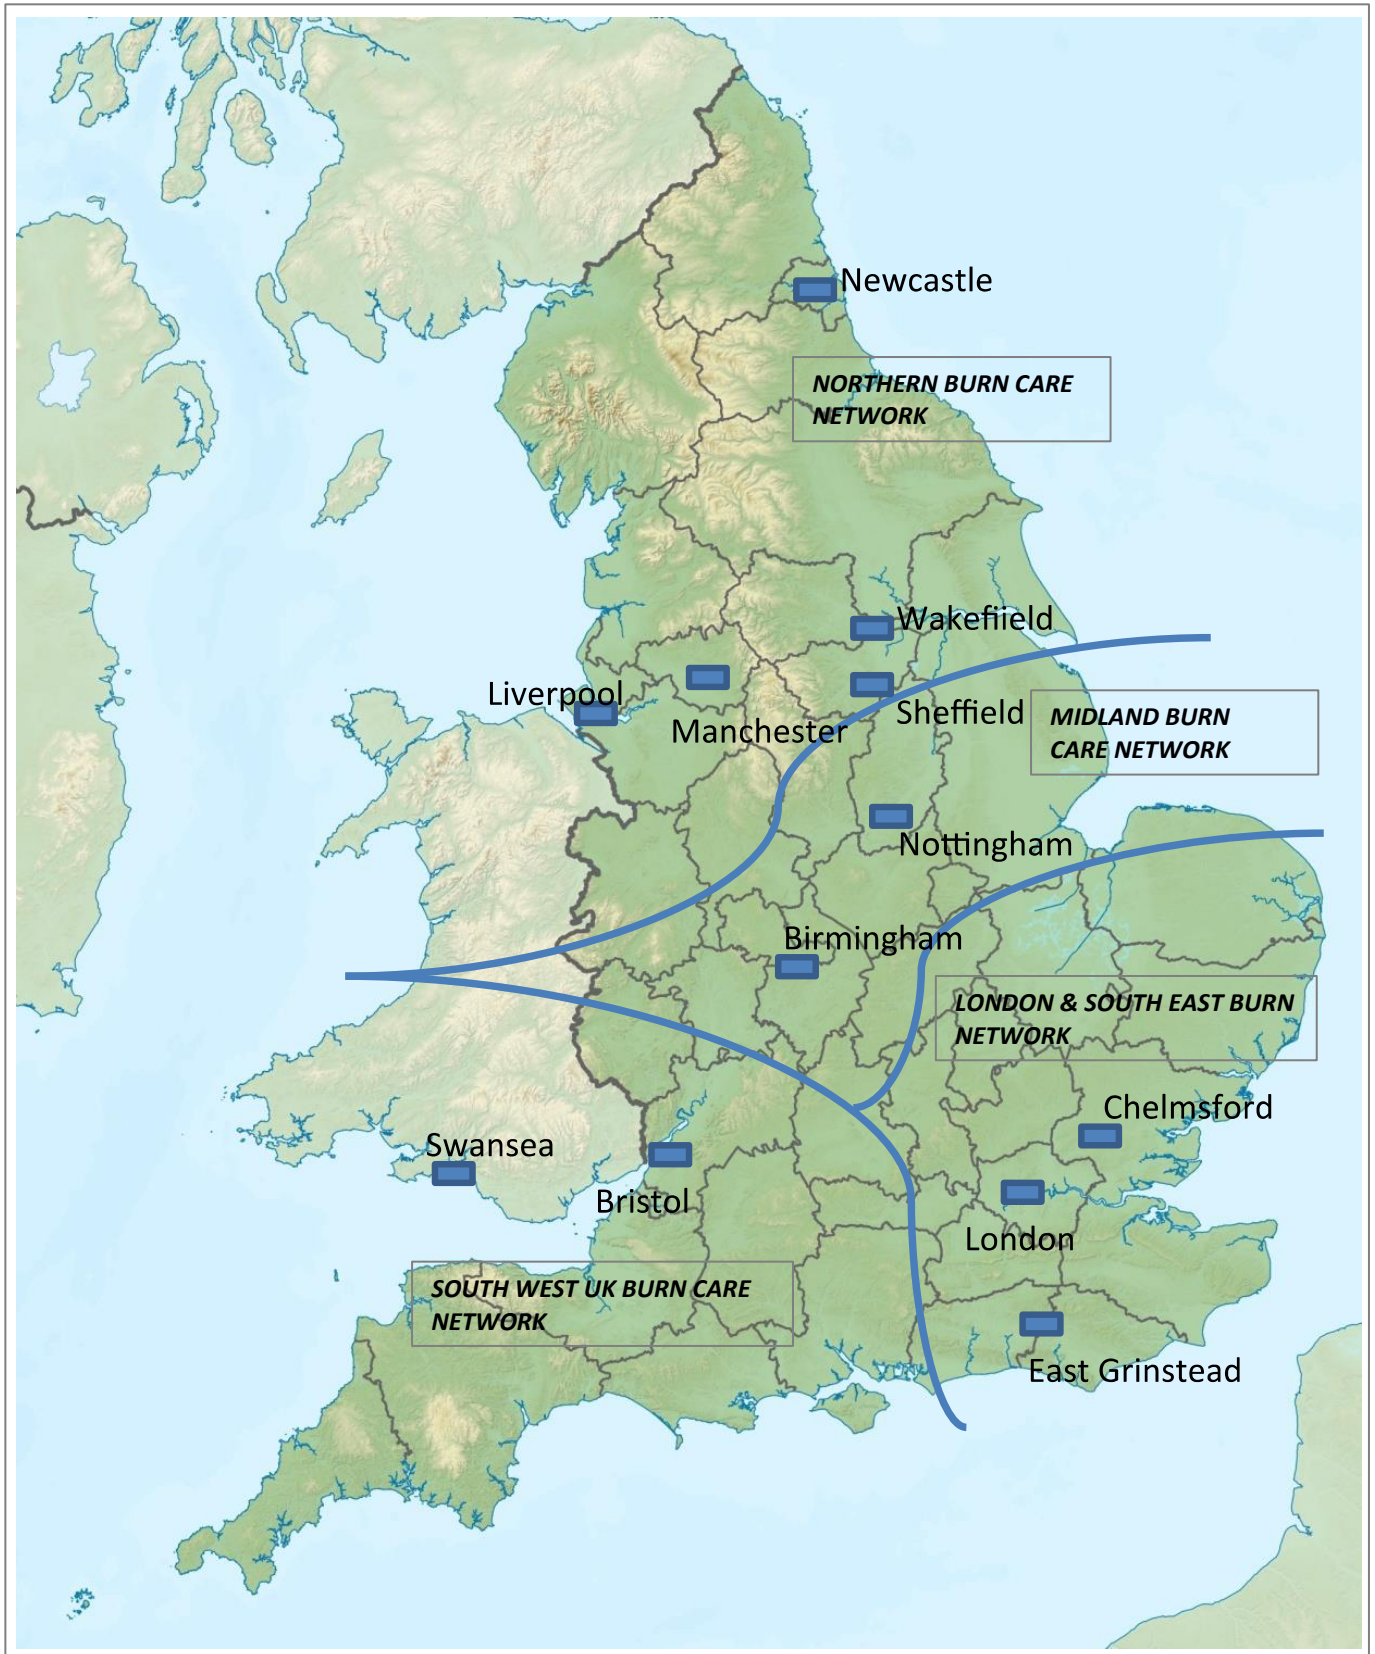 Newcastle
NORTHERN BURN CARE
NETWORK
Wakefiield
Liverpool
Manchester
Sheffield
MIDLAND BURN
CARE NETWORK
Nottingham
Birmingham
LONDON & SOUTH EAST BURN
NETWORK
Chelmsford
Swansea
Bristol
London
SOUTH WEST UK BURN CARE
NETWORK
East Grinstead